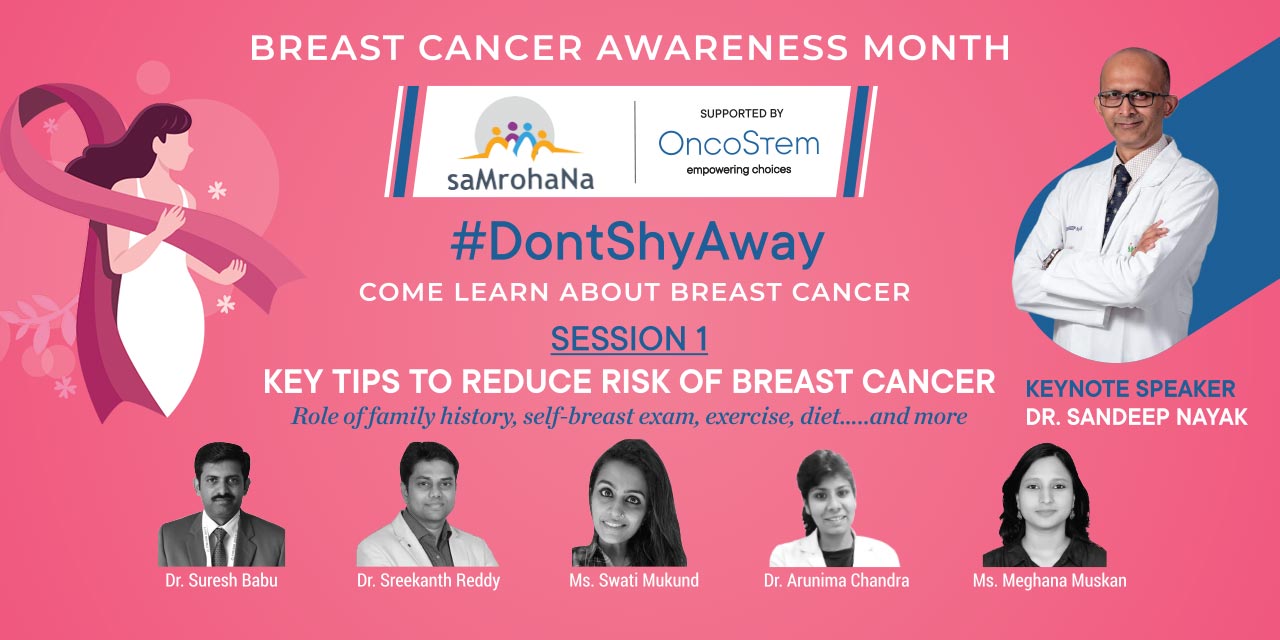 BREAST CANCER AWARENESS MONTH
saMrohaNa
SUPPORTED BY
OncoStem
empowering choices
#DontShyAway
COME LEARN ABOUT BREAST CANCER
SESSION 1
KEY TIPS TO REDUCE RISK OF BREAST CANCER
Role of family history, self-breast exam, exercise, diet.....and more
KEYNOTE SPEAKER
DR. SANDEEP NAYAK
Dr. Suresh Babu
Dr. Sreekanth Reddy
Ms. Swati Mukund
Dr. Arunima Chandra
Ms. Meghana Muskan